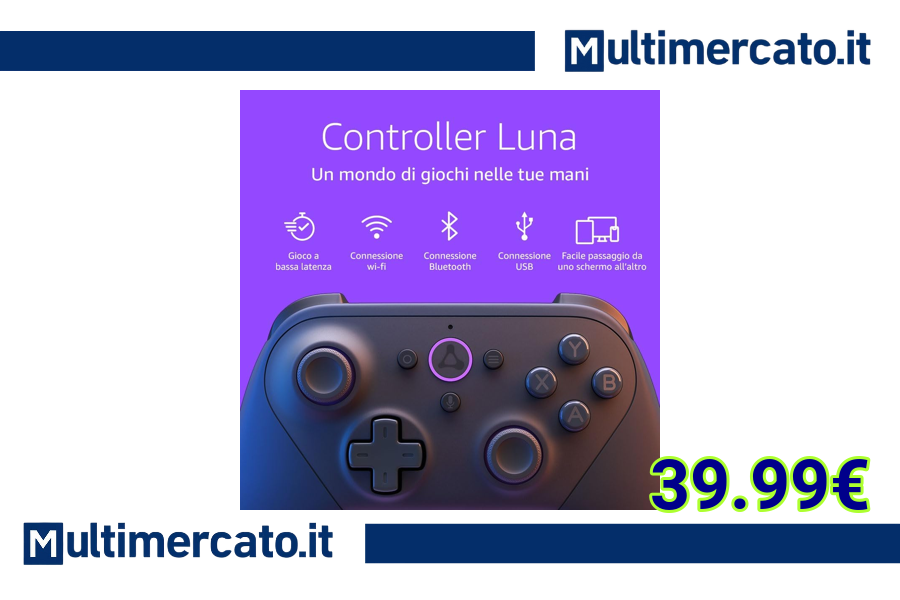 Multimercato.it
Controller Luna
Un mondo di giochi nelle tue mani
Gioco a
bassa latenza
Connessione
wi-fi
Connessione
Bluetooth
Connessione
USB
Facile passaggio da
uno schermo all'altro
Y
X
B
A
39.99€
Multimercato.it